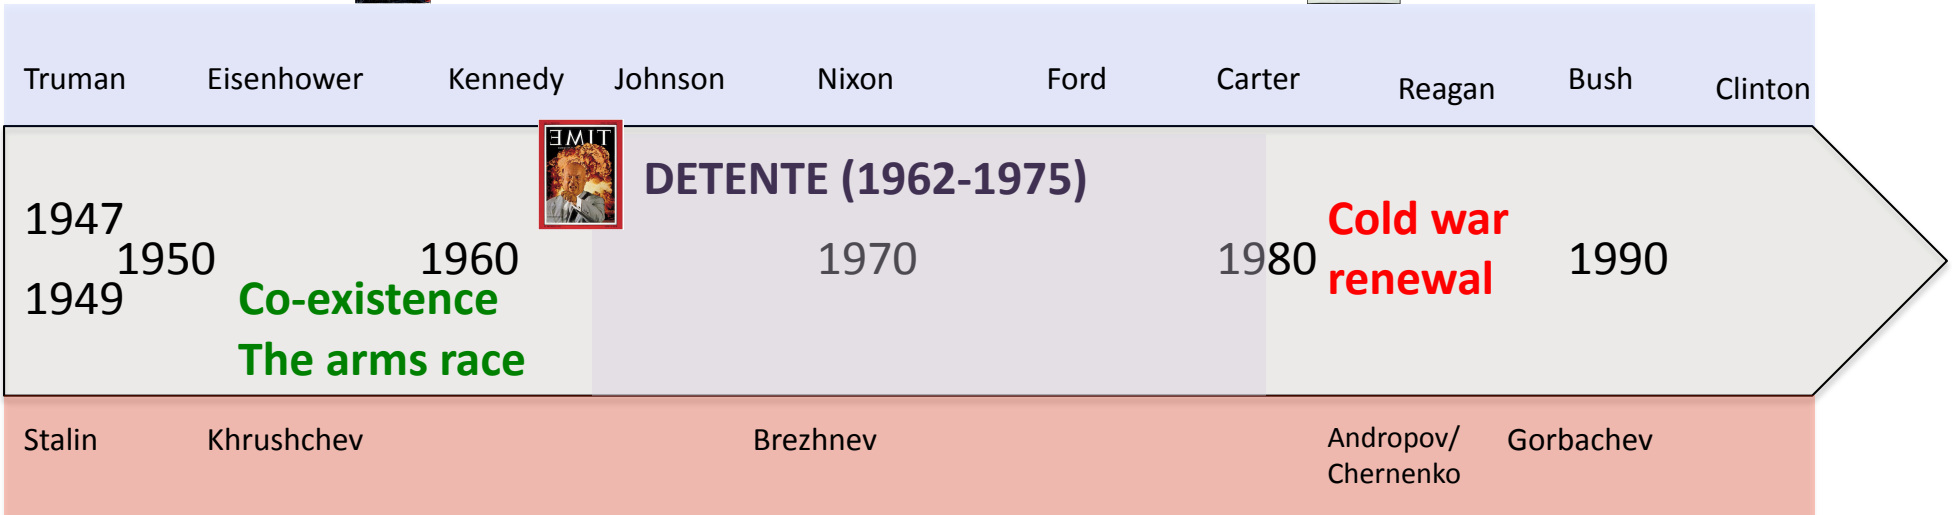 Truman Eisenhower Kennedy Johnson Nixon Ford Carter Reagan Bush Clinton
TIME
DETENTE (1962-1975)
1947
1950 1960 1970 1980 1990
1949
Co-existence
The arms race
Cold war
renewal
Stalin Khrushchev Brezhnev Andropov/
Chernenko
Gorbachev